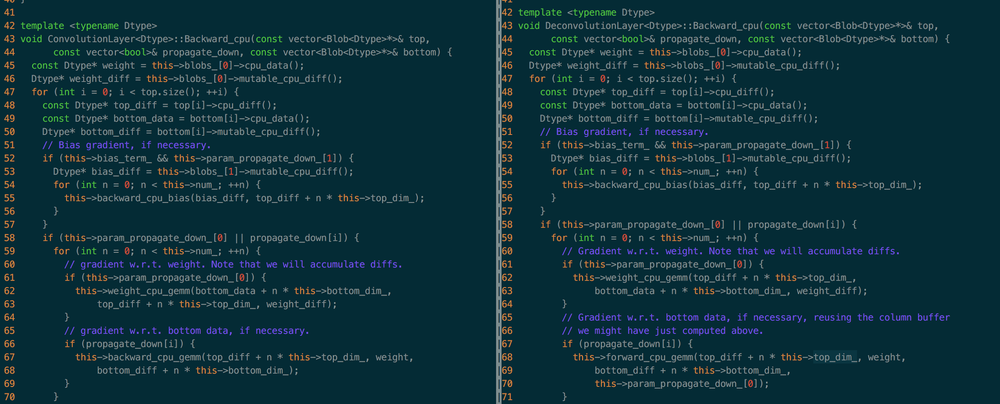 40 }
41
42 template <typename Dtype>
43 void ConvolutionLayer<Dtype>::Backward_cpu(const vector<Blob<Dtype>*>& top,
44       const vector<bool>& propagate_down, const vector<Blob<Dtype>*>& bottom) {
45   const Dtype* weight = this->blobs_[0]->cpu_data();
46   Dtype* weight_diff = this->blobs_[0]->mutable_cpu_diff();
47   for (int i = 0; i < top.size(); ++i) {
48     const Dtype* top_diff = top[i]->cpu_diff();
49     const Dtype* bottom_data = bottom[i]->cpu_data();
50     Dtype* bottom_diff = bottom[i]->mutable_cpu_diff();
51     // Bias gradient, if necessary.
52     if (this->bias_term_ && this->param_propagate_down_[1]) {
53       Dtype* bias_diff = this->blobs_[1]->mutable_cpu_diff();
54       for (int n = 0; n < this->num_; ++n) {
55         this->backward_cpu_bias(bias_diff, top_diff + n * this->top_dim_);
56       }
57     }
58     if (this->param_propagate_down_[0] || propagate_down[i]) {
59       for (int n = 0; n < this->num_; ++n) {
60         // gradient w.r.t. weight. Note that we will accumulate diffs.
61         if (this->param_propagate_down_[0]) {
62           this->weight_cpu_gemm(bottom_data + n * this->bottom_dim_,
63               top_diff + n * this->top_dim_, weight_diff);
64         }
65         // gradient w.r.t. bottom data, if necessary.
66         if (propagate_down[i]) {
67           this->backward_cpu_gemm(top_diff + n * this->top_dim_, weight,
68               bottom_diff + n * this->bottom_dim_);
69         }
70       }
41
42 template <typename Dtype>
43 void DeconvolutionLayer<Dtype>::Backward_cpu(const vector<Blob<Dtype>*>& top,
44       const vector<bool>& propagate_down, const vector<Blob<Dtype>*>& bottom) {
45   const Dtype* weight = this->blobs_[0]->cpu_data();
46   Dtype* weight_diff = this->blobs_[0]->mutable_cpu_diff();
47   for (int i = 0; i < top.size(); ++i) {
48     const Dtype* top_diff = top[i]->cpu_diff();
49     const Dtype* bottom_data = bottom[i]->cpu_data();
50     Dtype* bottom_diff = bottom[i]->mutable_cpu_diff();
51     // Bias gradient, if necessary.
52     if (this->bias_term_ && this->param_propagate_down_[1]) {
53       Dtype* bias_diff = this->blobs_[1]->mutable_cpu_diff();
54       for (int n = 0; n < this->num_; ++n) {
55         this->backward_cpu_bias(bias_diff, top_diff + n * this->top_dim_);
56       }
57     }
58     if (this->param_propagate_down_[0] || propagate_down[i]) {
59       for (int n = 0; n < this->num_; ++n) {
60         // Gradient w.r.t. weight. Note that we will accumulate diffs.
61         if (this->param_propagate_down_[0]) {
62           this->weight_cpu_gemm(top_diff + n * this->top_dim_,
63               bottom_data + n * this->bottom_dim_, weight_diff);
64         }
65         // Gradient w.r.t. bottom data, if necessary, reusing the column buffer
66         // we might have just computed above.
67         if (propagate_down[i]) {
68           this->forward_cpu_gemm(top_diff + n * this->top_dim_, weight,
69               bottom_diff + n * this->bottom_dim_,
70               this->param_propagate_down_[0]);
71         }